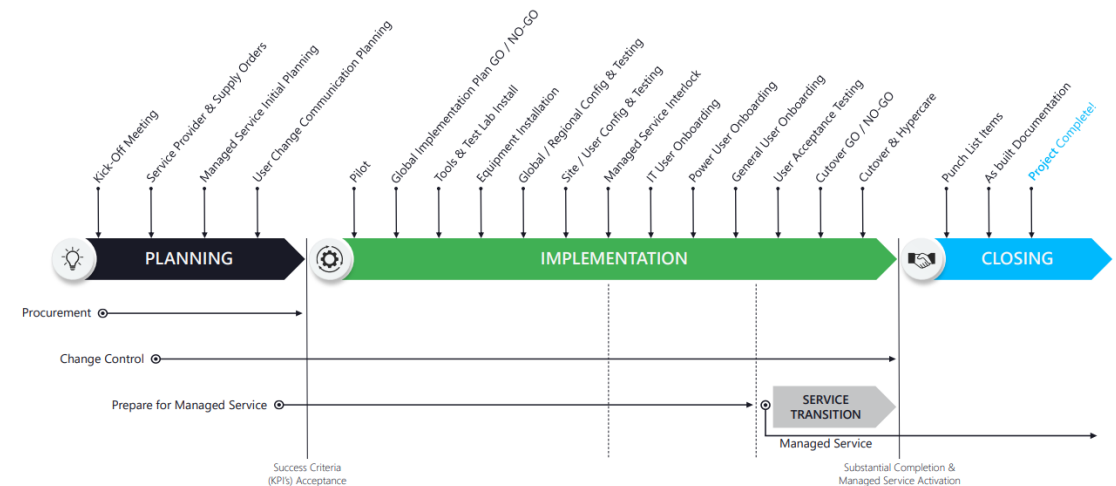 Kick-Off Meeting
Service Provider & Supply Orders
Managed Service Initial Planning
User Change Communication Planning
Pilot
Global Implementation Plan GO / NO-GO
Tools & Test Lab Install
Equipment Installation
Global / Regional Config & Testing
Site / User Config & Testing
Managed Service Interlock
IT User Onboarding
Power User Onboarding
General User Onboarding
User Acceptance Testing
Cutover GO / NO-GO
Cutover & Hypercare
Punch List Items
As built Documentation
Project Complete!
PLANNING
IMPLEMENTATION
CLOSING
Procurement
Change Control
Prepare for Managed Service
SERVICE
TRANSITION
Managed Service
Success Criteria
(KPI's) Acceptance
Substantial Completion &
Managed Service Activation